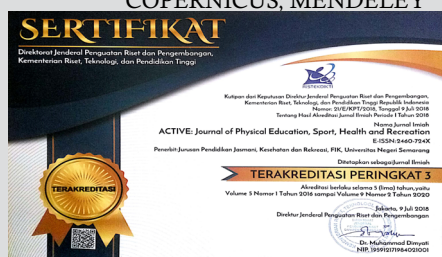 COPERNICUS, MENDELEY
SERTIFIKAT
Direktorat Jenderal Penguatan Riset dan Pengembangan,
Kementerian Riset, Teknologi, dan Pendidikan Tinggi
RISTEKDIKTI
Kutipan dari Keputusan Direktur Jenderal Penguatan Riset dan Pengembangan,
Kementerian Riset, Teknologi, dan Pendidikan Tinggi Republik Indonesia
Nomor: 21/E/KPT/2018, Tanggal 9 Juli 2018
Tentang Hasil Akreditasi Jurnal Ilmiah Periode 1 Tahun 2018
Nama Jurnal Ilmiah
ACTIVE: Journal of Physical Education, Sport, Health and Recreation
E-ISSN: 2460-724X
Penerbit: Jurusan Pendidikan Jasmani, Kesehatan dan Rekreasi, FIK, Universitas Negeri Semarang
Ditetapkan sebagai Jurnal Ilmiah
TERAKREDITASI PERINGKAT 3
TERAKREDITASI
Akreditasi berlaku selama 5 (lima) tahun, yaitu
Volume 5 Nomor 1 Tahun 2016 sampai Volume 9 Nomor 2 Tahun 2020
Jakarta, 9 Juli 2018
Direktur Jenderal Penguatan Riset dan Pengembangan
Dr. Muhammad Dimyati
NIP. 195912171984021001